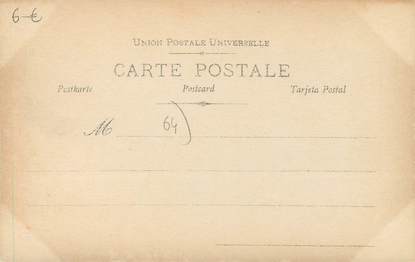 6-€
UNION POSTALE UNIVERSELLE
CARTE POSTALE
Postkarte Postcard Tarjeta Postal
M 64)